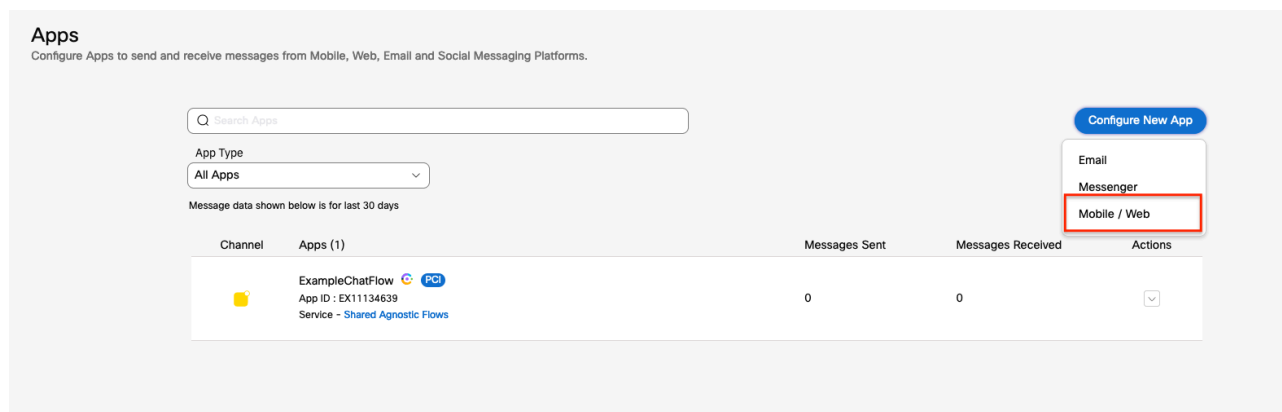 Apps
Configure Apps to send and receive messages from Mobile, Web, Email and Social Messaging Platforms.
Search Apps
Configure New App
App Type
All Apps
Email
Messenger
Mobile / Web
Message data shown below is for last 30 days
Channel Apps (1) Messages Sent Messages Received Actions
ExampleChatFlow PCI
App ID : EX11134639 0 0
Service - Shared Agnostic Flows